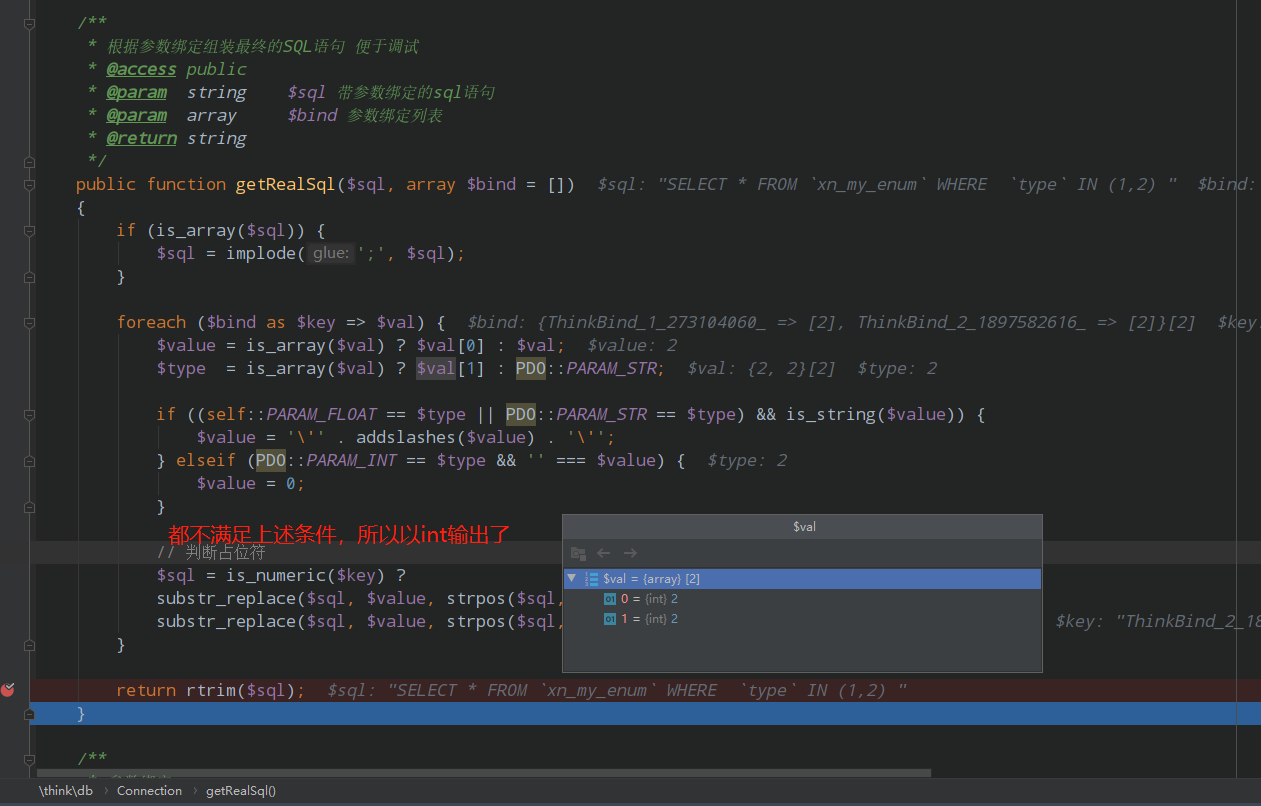 /**
* 根据参数绑定组装最终的SQL语句 便于调试
* @access public
* @param string $sql 带参数绑定的sql语句
* @param array $bind 参数绑定列表
* @return string
*/
public function getRealSql($sql, array $bind = []) $sql: "SELECT * FROM `xn_my_enum` WHERE `type` IN (1,2) " $bind:
{
if (is_array($sql)) {
$sql = implode( glue: ';', $sql);
}
foreach ($bind as $key => $val) { $bind: {ThinkBind_1_273104060_ => [2], ThinkBind_2_1897582616_ => [2]}[2] $key:
$value = is_array($val) ? $val[0] : $val; $value: 2
$type = is_array($val) ? $val[1] : PDO::PARAM_STR; $val: {2, 2}[2] $type: 2
if ((self::PARAM_FLOAT == $type || PDO::PARAM_STR == $type) && is_string($value)) {
$value = '\'' . addslashes($value) . '\'';
} elseif (PDO::PARAM_INT == $type && '' === $value) { $type: 2
$value = 0;
}
都不满足上述条件，所以以int输出了
// 判断占位符
$sql = is_numeric($key) ?
substr_replace($sql, $value, strpos($sql,
substr_replace($sql, $value, strpos($sql, $key: "ThinkBind_2_18
}
$val
$val = {array} [2]
0 = {int} 2
1 = {int} 2
return rtrim($sql); $sql: "SELECT * FROM `xn_my_enum` WHERE `type` IN (1,2) "
}
/**
\think\db › Connection › getRealSql()